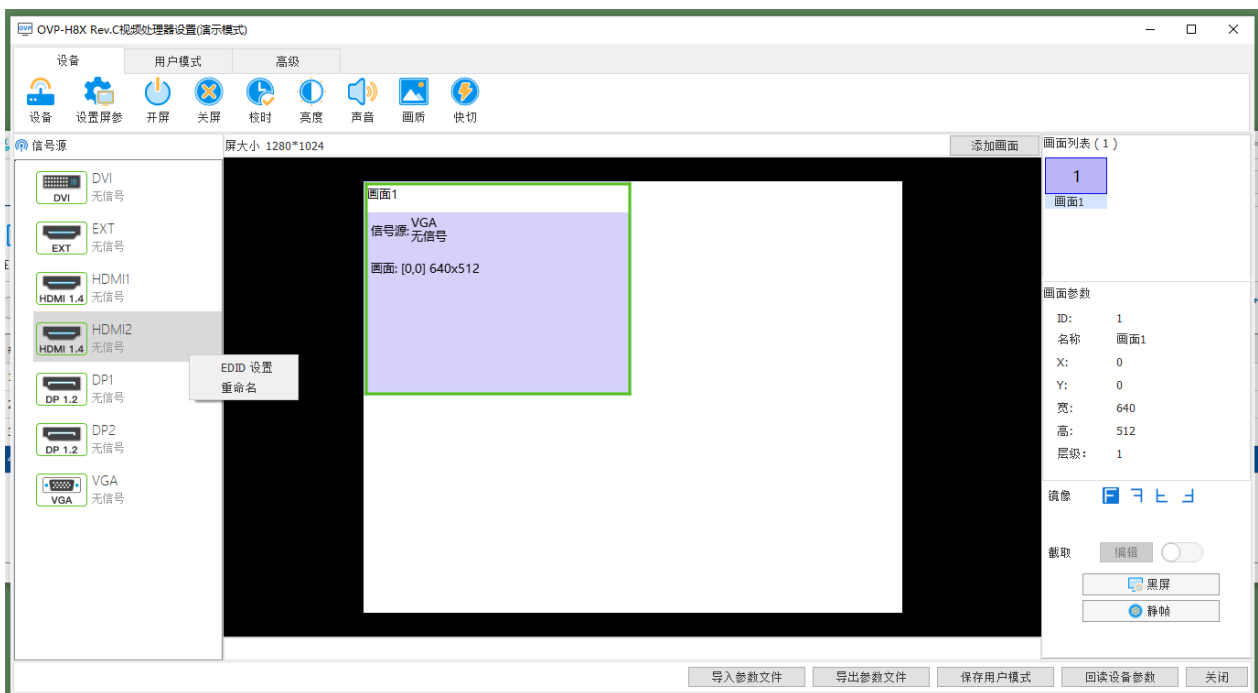 OVP-H8X Rev.C视频处理器设置(演示模式)
设备 用户模式 高级
设备 设置屏参 开屏 关屏 校时 亮度 声音 画质 快切
信号源
屏大小 1280*1024
添加画面
画面列表(1)
DVI
DVI
无信号
EXT
EXT
无信号
HDMI 1.4
HDMI1
无信号
HDMI 1.4
HDMI2
无信号
DP 1.2
DP1
无信号
DP 1.2
DP2
无信号
VGA
VGA
无信号
EDID 设置
重命名
画面1
信号源: VGA
无信号
画面: [0,0] 640x512
1
画面1
画面参数
ID: 1
名称 画面1
X: 0
Y: 0
宽: 640
高: 512
层级: 1
镜像
截取 编辑
黑屏
静帧
导入参数文件 导出参数文件 保存用户模式 回读设备参数 关闭